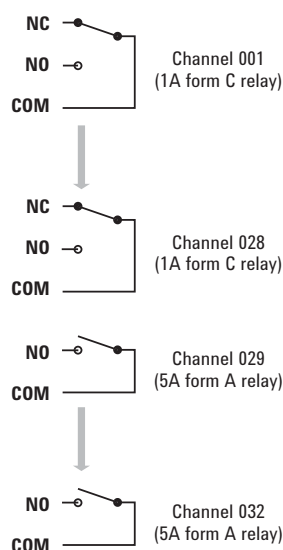 NC
NO
COM
Channel 001
(1A form C relay)
NC
NO
COM
Channel 028
(1A form C relay)
NO
COM
Channel 029
(5A form A relay)
NO
COM
Channel 032
(5A form A relay)